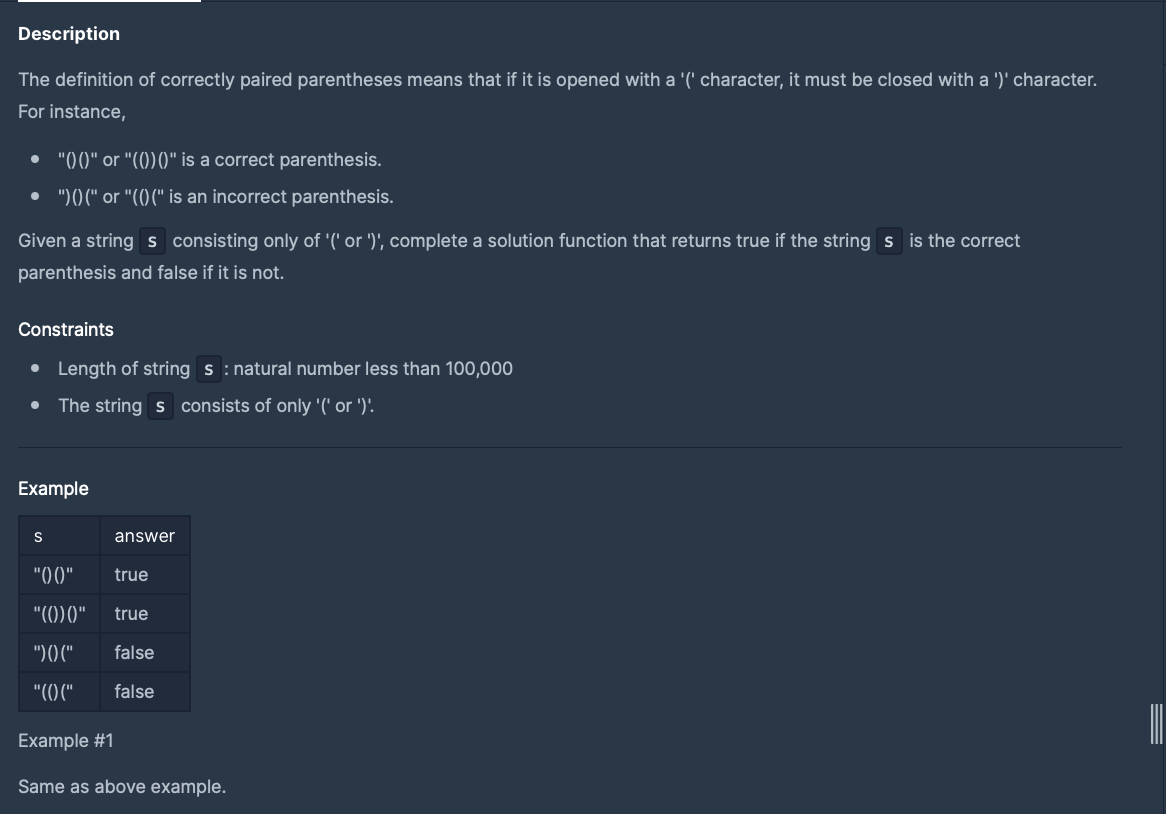 Description
The definition of correctly paired parentheses means that if it is opened with a '(' character, it must be closed with a ')' character.
For instance,
"()()" or "(())()" is a correct parenthesis.
")()(" or "(()(" is an incorrect parenthesis.
Given a string s consisting only of '(' or ')', complete a solution function that returns true if the string s is the correct
parenthesis and false if it is not.
Constraints
Length of string s : natural number less than 100,000
The string s consists of only '(' or ')'.
Example
s answer
"()()" true
"(())()" true
")()(" false
"(()(" false
Example #1
Same as above example.